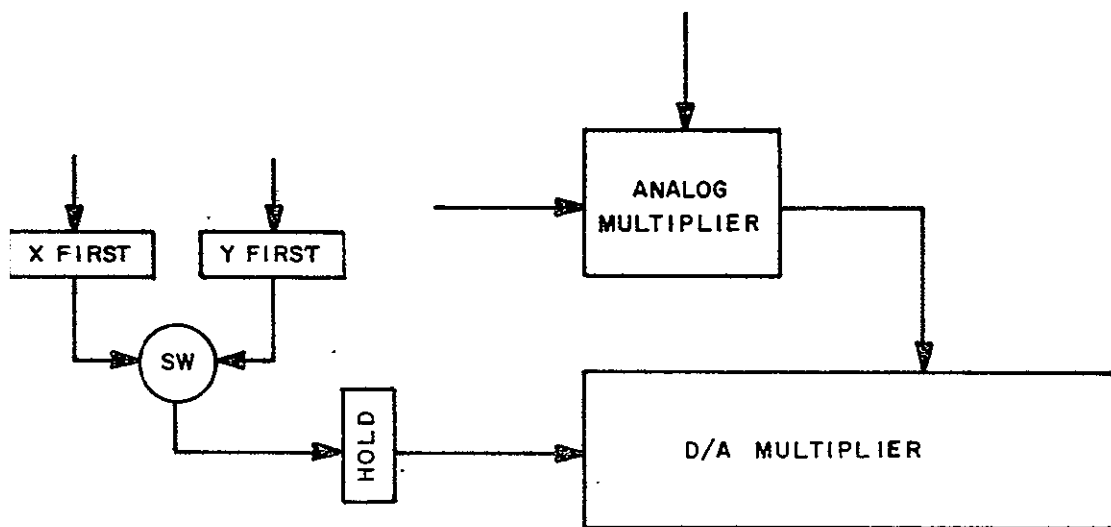 ANALOG
MULTIPLIER
X FIRST
Y FIRST
SW
HOLD
D/A MULTIPLIER